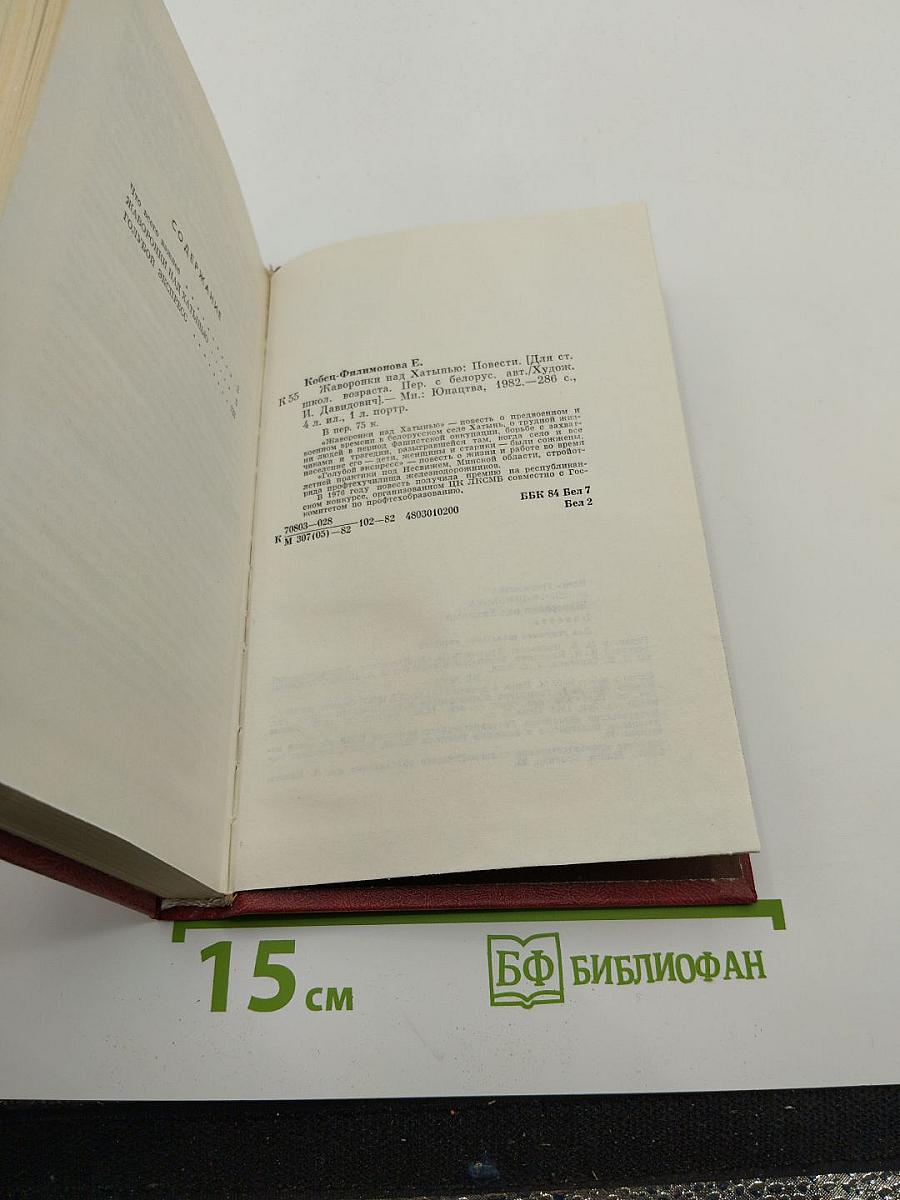 СОДЕРЖАНИЕ
Что всего важнее
ЖАВОРОНКИ НАД ХАТЫНЬЮ
ГОЛУБОЙ ЭКСПРЕСС
Кобец-Филимонова Е.
К 55 Жаворонки над Хатынью: Повести. [Для ст.
школ. возраста. Пер. с белорус. авт./Худож.
И. Давидович].— Мн.: Юнацтва, 1982.—286 с.,
4 л. ил., 1 л. портр.
В пер. 75 к.
«Жаворонки над Хатынью» — повесть о предвоенном и
военном времени в белорусском селе Хатынь, о трудной жиз-
ни людей в период фашистской оккупации, борьбе с захват-
чиками и трагедии, разыгравшейся там, когда село и все
население его — дети, женщины и старики — были сожжены.
«Голубой экспресс» — повесть о жизни и работе во время
летней практики под Несвижем, Минской области, стройот-
ряда профтехучилища железнодорожников.
В 1976 году повесть получила премию на республикан-
ском конкурсе, организованном ЦК ЛКСМБ совместно с Гос-
комитетом по профтехобразованию.
К 70803—028 / М 307(05)—82 102—82 4803010200
ББК 84 Бел 7
Бел 2
15 см
БФ БИБЛИОФАН